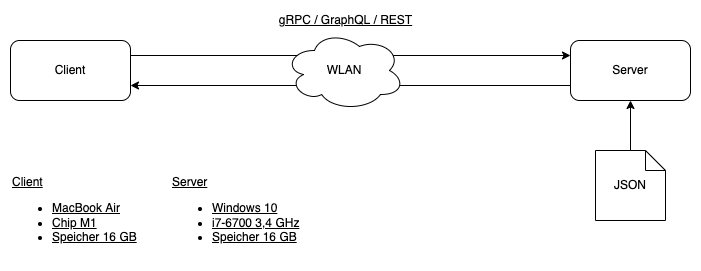 gRPC / GraphQL / REST
Client
WLAN
Server
JSON
Client
MacBook Air
Chip M1
Speicher 16 GB
Server
Windows 10
i7-6700 3,4 GHz
Speicher 16 GB